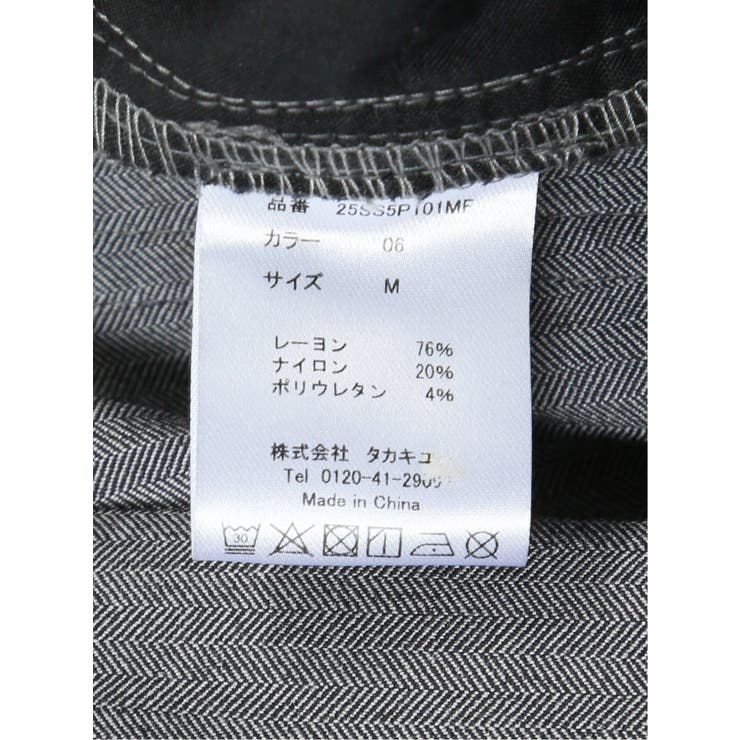 品番 25SS5P101MF
カラー 06
サイズ M
レーヨン 76%
ナイロン 20%
ポリウレタン 4%
株式会社 タカキュー
Tel 0120-41-2909
Made in China
30